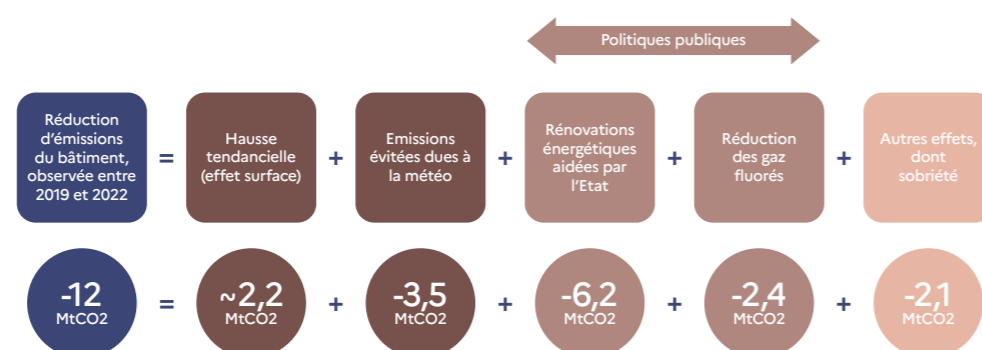 Politiques publiques
Réduction
d'émissions
du bâtiment,
observée entre
2019 et 2022
=
Hausse
tendancielle
(effet surface)
+
Emissions
évitées dues à
la météo
+
Rénovations
énergétiques
aidées par
l'Etat
+
Réduction
des gaz
fluorés
+
Autres effets,
dont
sobriété
-12
MtCO2
=
~2,2
MtCO2
+
-3,5
MtCO2
+
-6,2
MtCO2
+
-2,4
MtCO2
+
-2,1
MtCO2